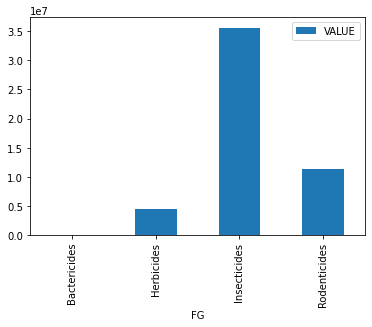 1e7
VALUE
3.5
3.0
2.5
2.0
1.5
1.0
0.5
0.0
Bactericides
Herbicides
Insecticides
Rodenticides
FG